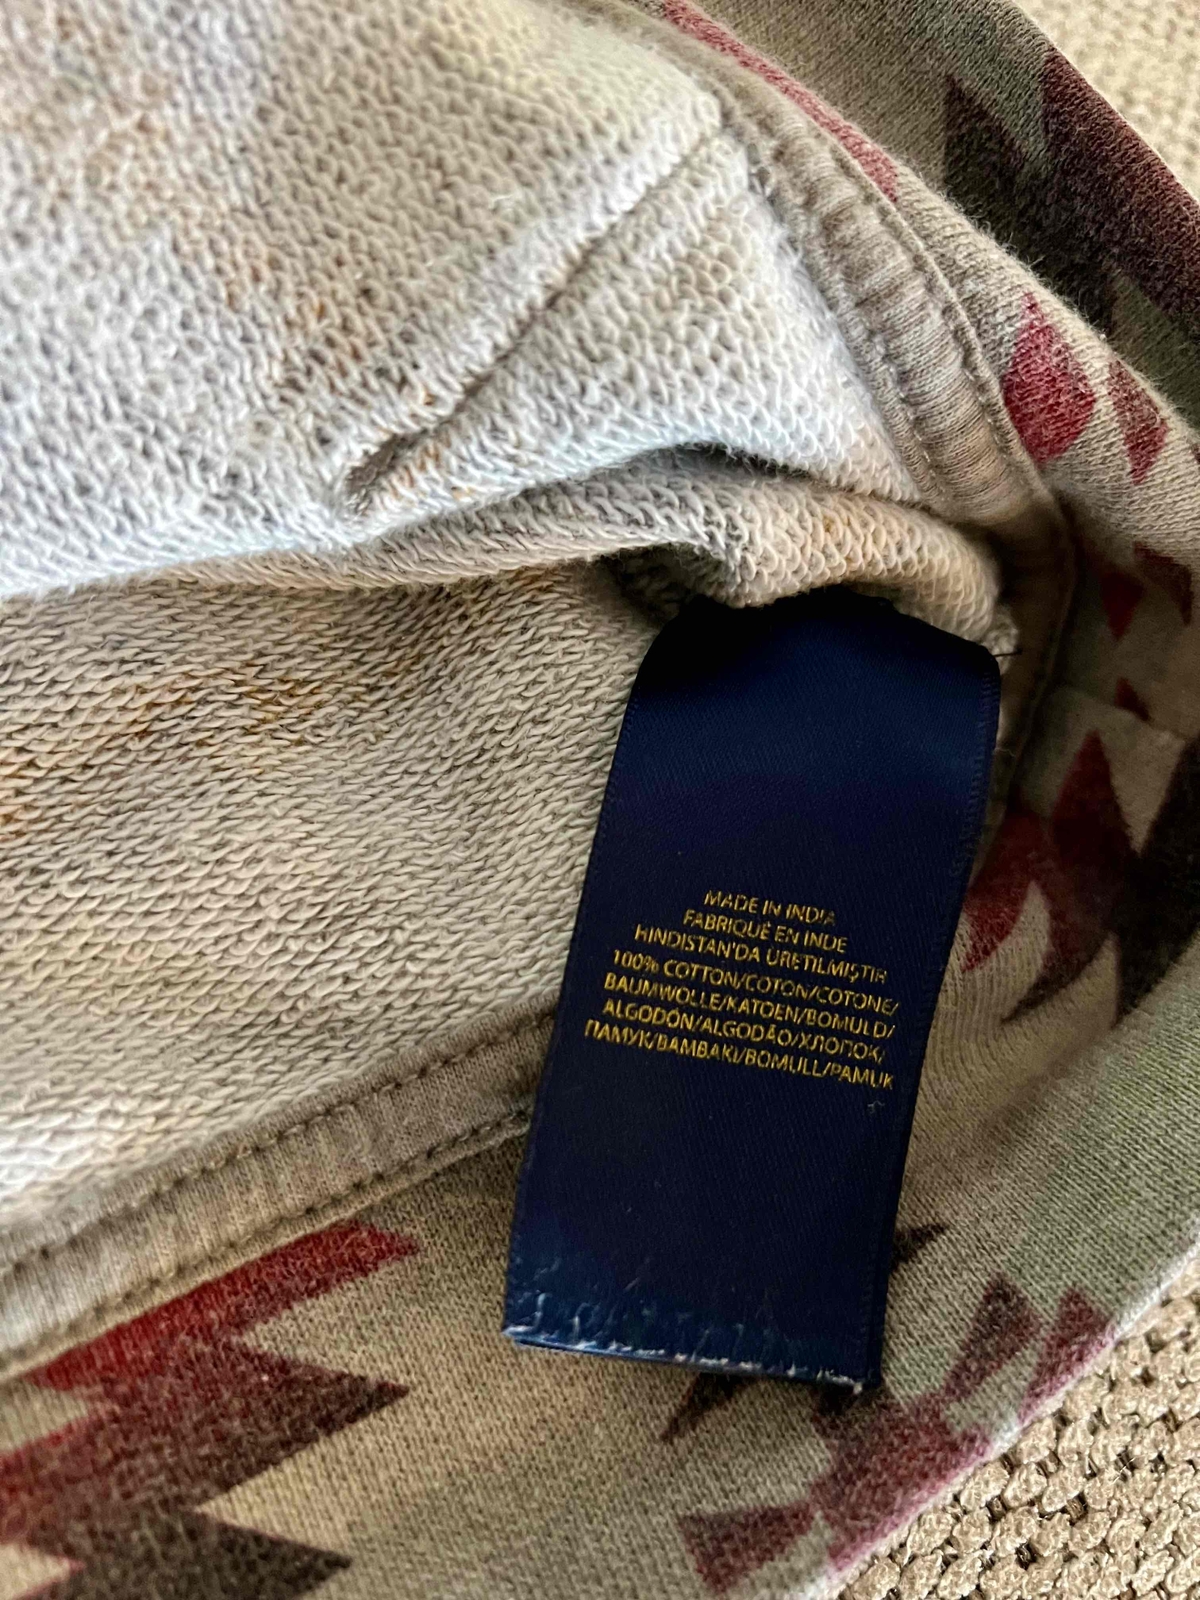 MADE IN INDIA
FABRIQUÉ EN INDE
HINDISTAN'DA ÜRETILMIŞTIR
100% COTTON/COTON/COTONE/
BAUMWOLLE/KATOEN/BOMULD/
ALGODÓN/ALGODÃO/ХЛОПОК/
ПАМУК/BAMBAKI/BOMULL/PAMUK